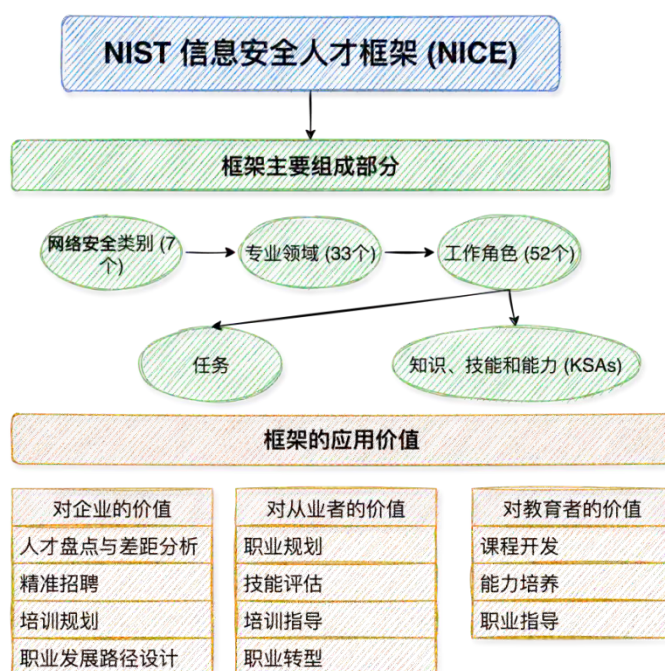 NIST 信息安全人才框架 (NICE)
框架主要组成部分
网络安全类别 (7
个)
专业领域 (33个)
工作角色 (52个)
任务
知识、技能和能力 (KSAs)
框架的应用价值
对企业的价值
人才盘点与差距分析
精准招聘
培训规划
职业发展路径设计
对从业者的价值
职业规划
技能评估
培训指导
职业转型
对教育者的价值
课程开发
能力培养
职业指导